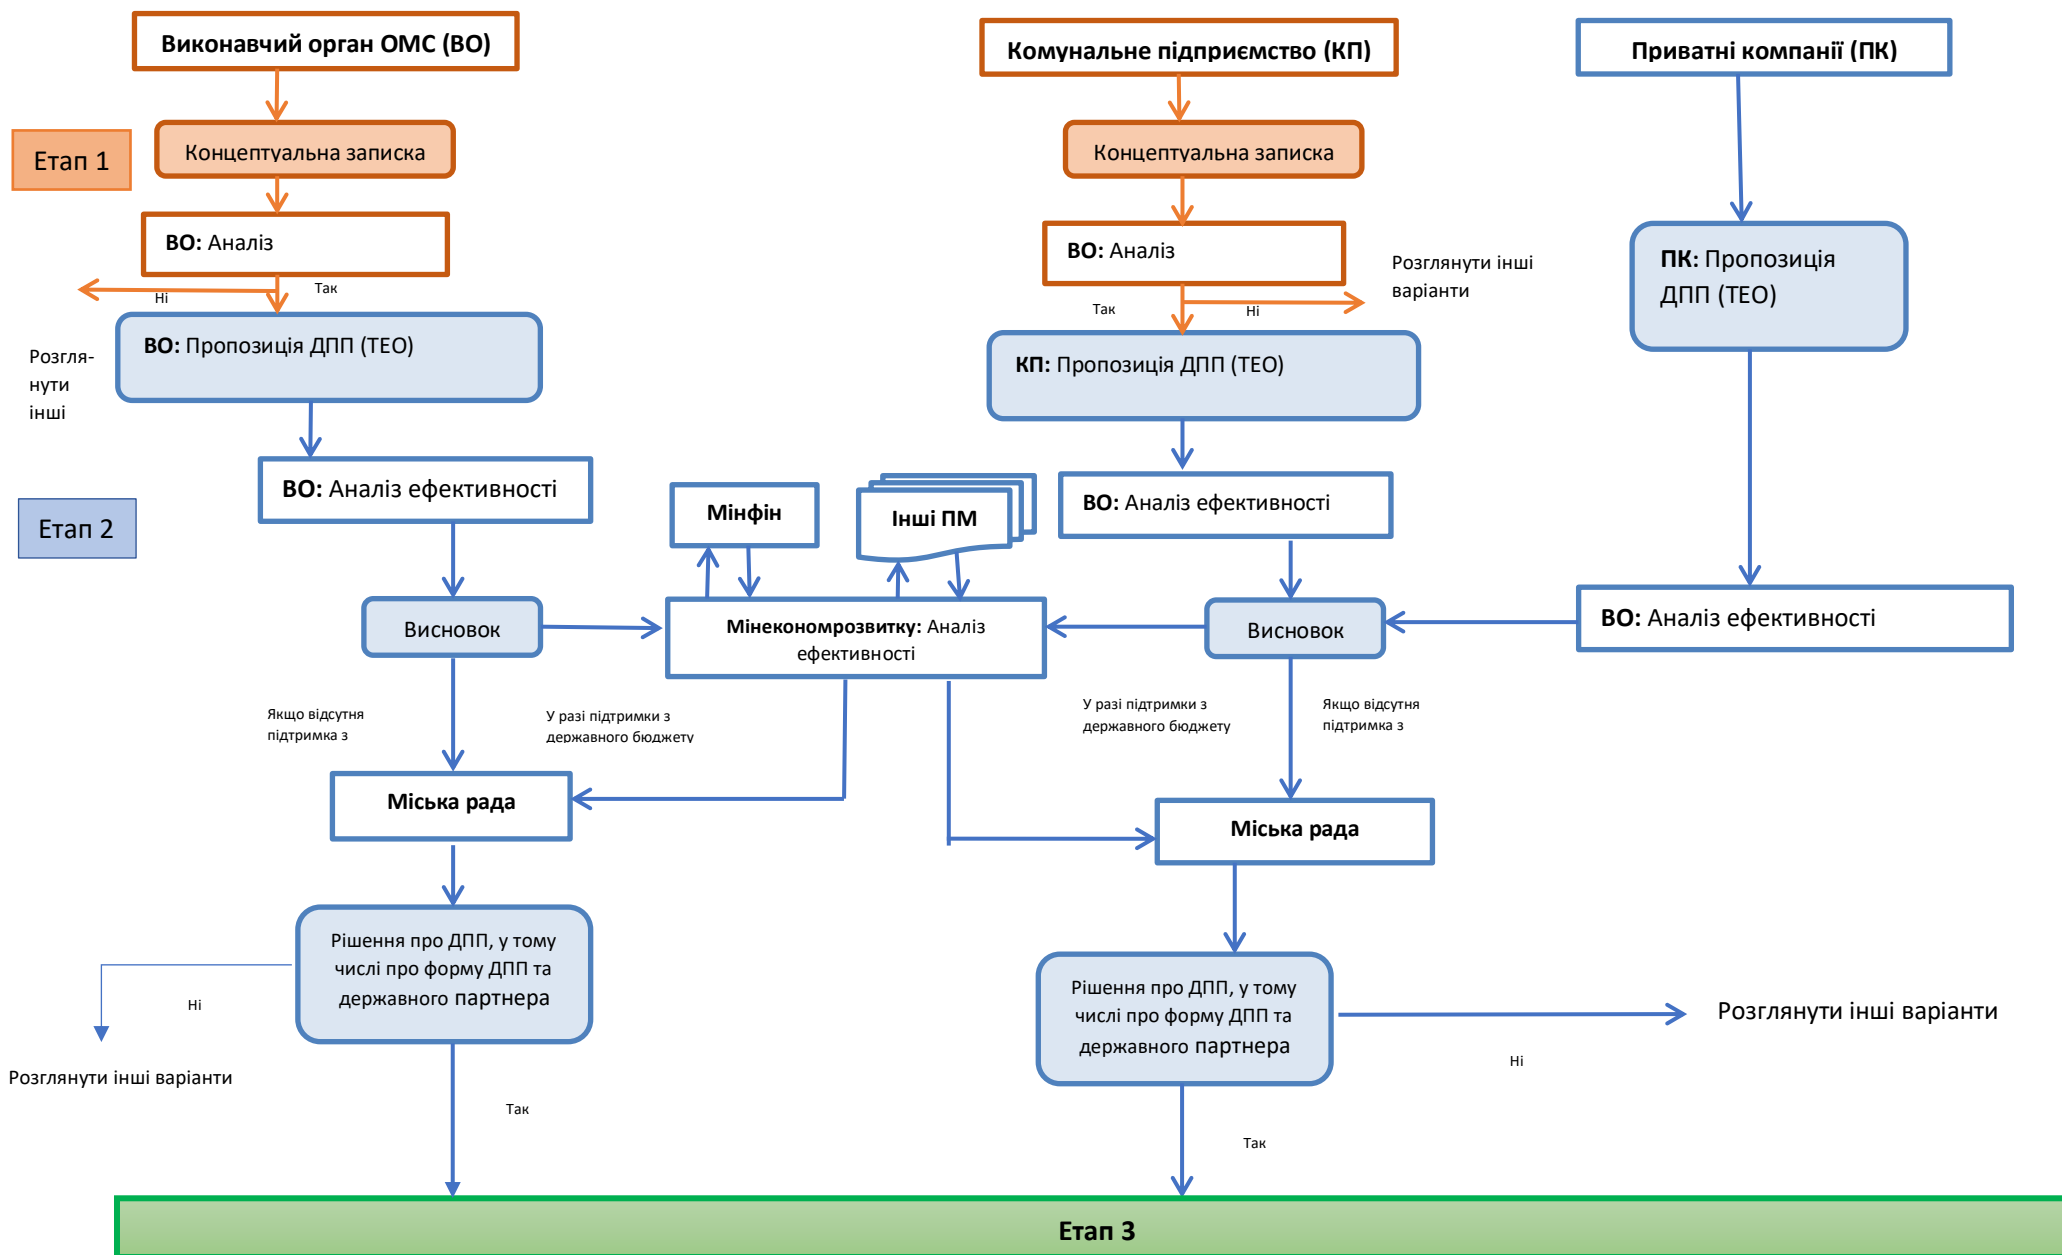 Виконавчий орган ОМС (ВО)
Комунальне підприємство (КП)
Приватні компанії (ПК)
Етап 1
Концептуальна записка
Концептуальна записка
ВО: Аналіз
ВО: Аналіз
Розглянути інші
варіанти
ПК: Пропозиція
ДПП (ТЕО)
Ні
Так
Так
Ні
ВО: Пропозиція ДПП (ТЕО)
Розгля-
нути
інші
КП: Пропозиція ДПП (ТЕО)
Етап 2
ВО: Аналіз ефективності
Мінфін
Інші ПМ
ВО: Аналіз ефективності
Висновок
Мінекономрозвитку: Аналіз
ефективності
Висновок
ВО: Аналіз ефективності
Якщо відсутня
підтримка з
У разі підтримки з
державного бюджету
У разі підтримки з
державного бюджету
Якщо відсутня
підтримка з
Міська рада
Міська рада
Рішення про ДПП, у тому
числі про форму ДПП та
державного партнера
Рішення про ДПП, у тому
числі про форму ДПП та
державного партнера
Ні
Розглянути інші варіанти
Розглянути інші варіанти
Ні
Так
Так
Етап 3